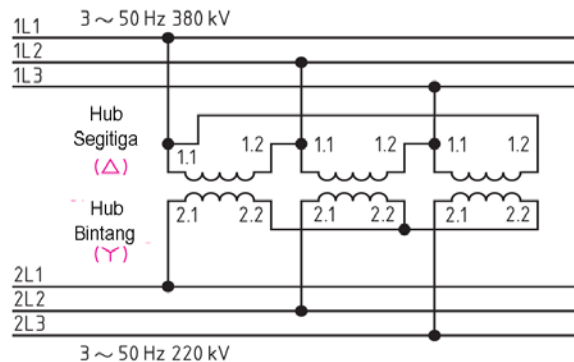 3 ∼ 50 Hz 380 kV
1L1
1L2
1L3
Hub
Segitiga
(△)
1.1 1.2 1.1 1.2 1.1 1.2
Hub
Bintang
(Y)
2.1 2.2 2.1 2.2 2.1 2.2
2L1
2L2
2L3
3 ∼ 50 Hz 220 kV